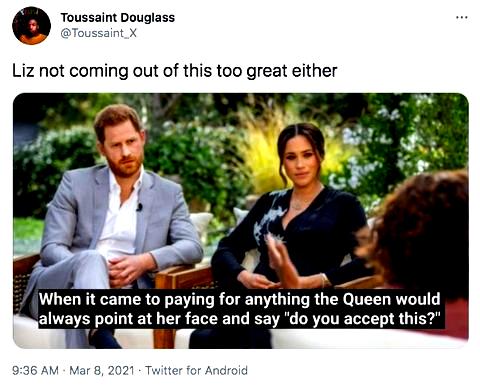 Toussaint Douglass
@Toussaint_X
Liz not coming out of this too great either
When it came to paying for anything the Queen would
always point at her face and say "do you accept this?"
9:36 AM · Mar 8, 2021 · Twitter for Android